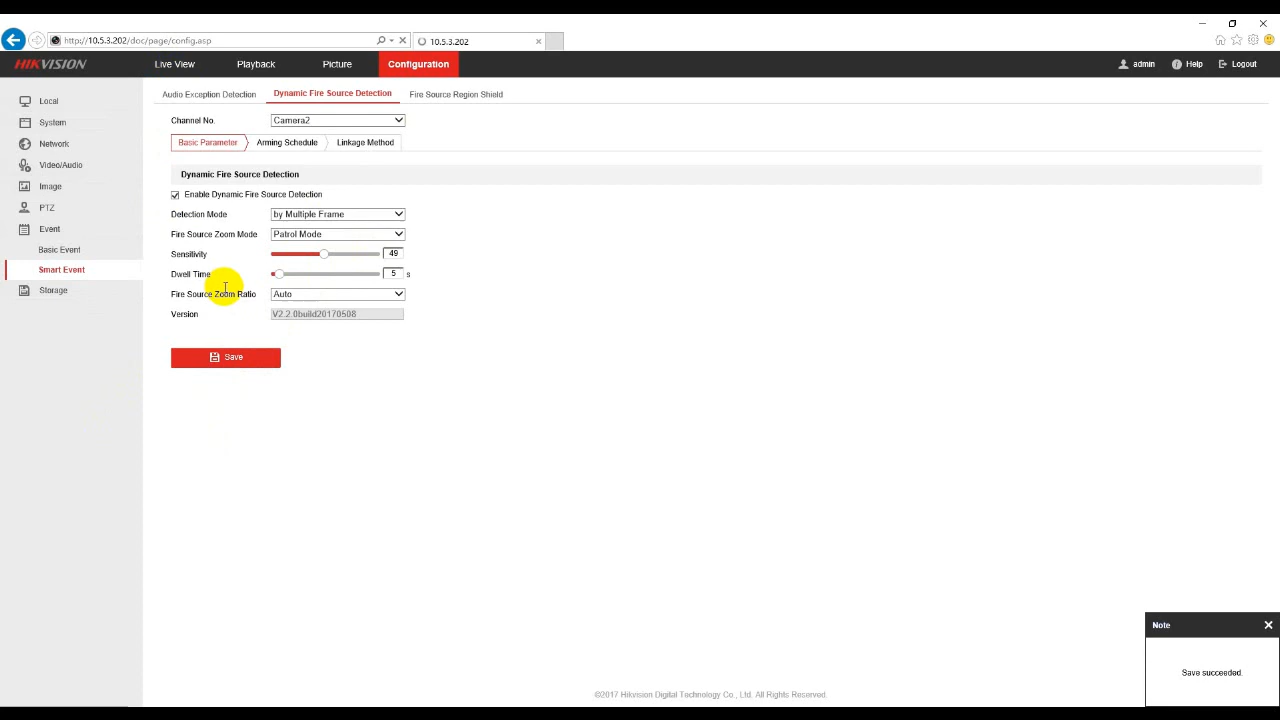 http://10.5.3.202/doc/page/config.asp
10.5.3.202
HIKVISION
Live View
Playback
Picture
Configuration
admin
Help
Logout
Local
System
Network
Video/Audio
Image
PTZ
Event
Basic Event
Smart Event
Storage
Audio Exception Detection
Dynamic Fire Source Detection
Fire Source Region Shield
Channel No.
Camera2
Basic Parameter
Arming Schedule
Linkage Method
Dynamic Fire Source Detection
Enable Dynamic Fire Source Detection
Detection Mode
by Multiple Frame
Fire Source Zoom Mode
Patrol Mode
Sensitivity
49
Dwell Time
5 s
Fire Source Zoom Ratio
Auto
Version
V2.2.0build20170508
Save
Note
Save succeeded.
©2017 Hikvision Digital Technology Co., Ltd. All Rights Reserved.